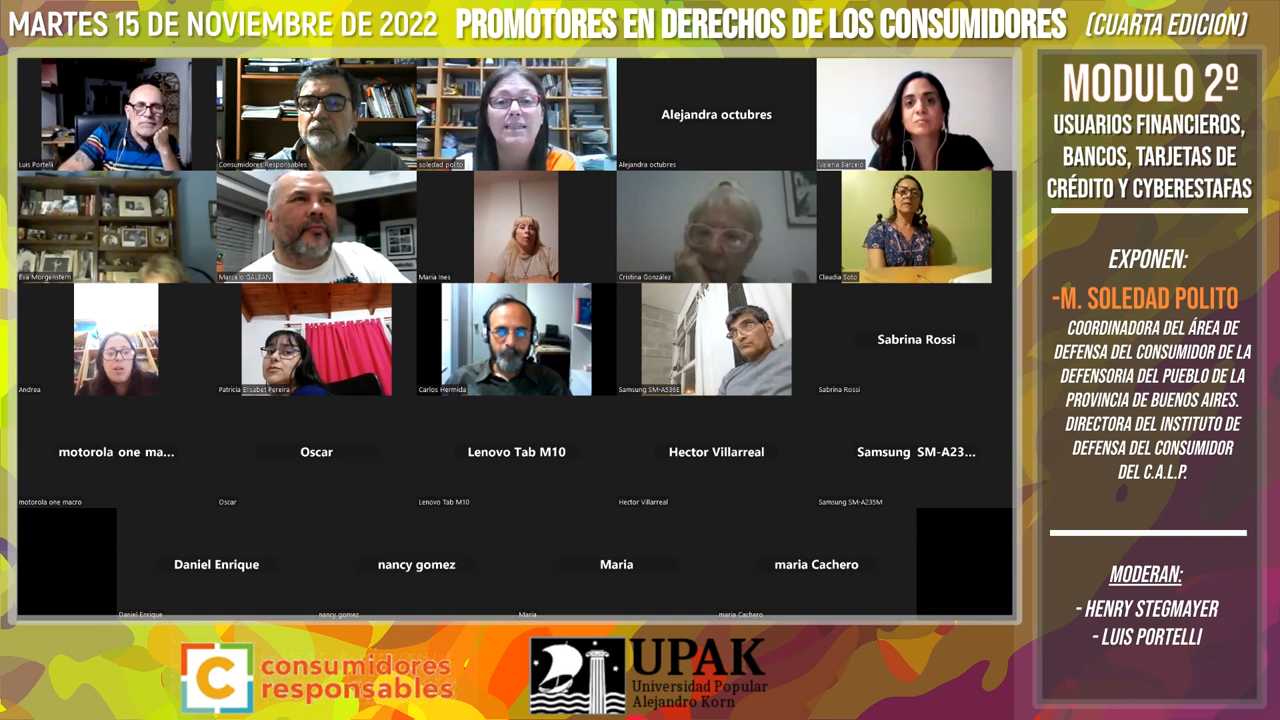 MARTES 15 DE NOVIEMBRE DE 2022 PROMOTORES EN DERECHOS DE LOS CONSUMIDORES (CUARTA EDICION)
MODULO 2º
USUARIOS FINANCIEROS,
BANCOS, TARJETAS DE
CRÉDITO Y CYBERESTAFAS
EXPONEN:
-M. SOLEDAD POLITO
COORDINADORA DEL ÁREA DE
DEFENSA DEL CONSUMIDOR DE LA
DEFENSORIA DEL PUEBLO DE LA
PROVINCIA DE BUENOS AIRES.
DIRECTORA DEL INSTITUTO DE
DEFENSA DEL CONSUMIDOR
DEL C.A.L.P.
MODERAN:
- HENRY STEGMAYER
- LUIS PORTELLI
Alejandra octubres
Luis Portelli
Consumidores Responsables
soledad polito
Alejandra octubres
Valeria Barceló
Eva Morgenstern
Marcelo GALBAN
Maria Ines
Cristina González
Claudia Soto
Sabrina Rossi
Andrea
Patricia Elisabet Pereira
Carlos Hermida
Samsung SM-A336E
Sabrina Rossi
motorola one ma...
Oscar
Lenovo Tab M10
Hector Villarreal
Samsung SM-A23...
motorola one macro
Oscar
Lenovo Tab M10
Hector Villarreal
Samsung SM-A235M
Daniel Enrique
nancy gomez
Maria
maria Cachero
Daniel Enrique
nancy gomez
Maria
maria Cachero
consumidores
responsables
UPAK
Universidad Popular
Alejandro Korn